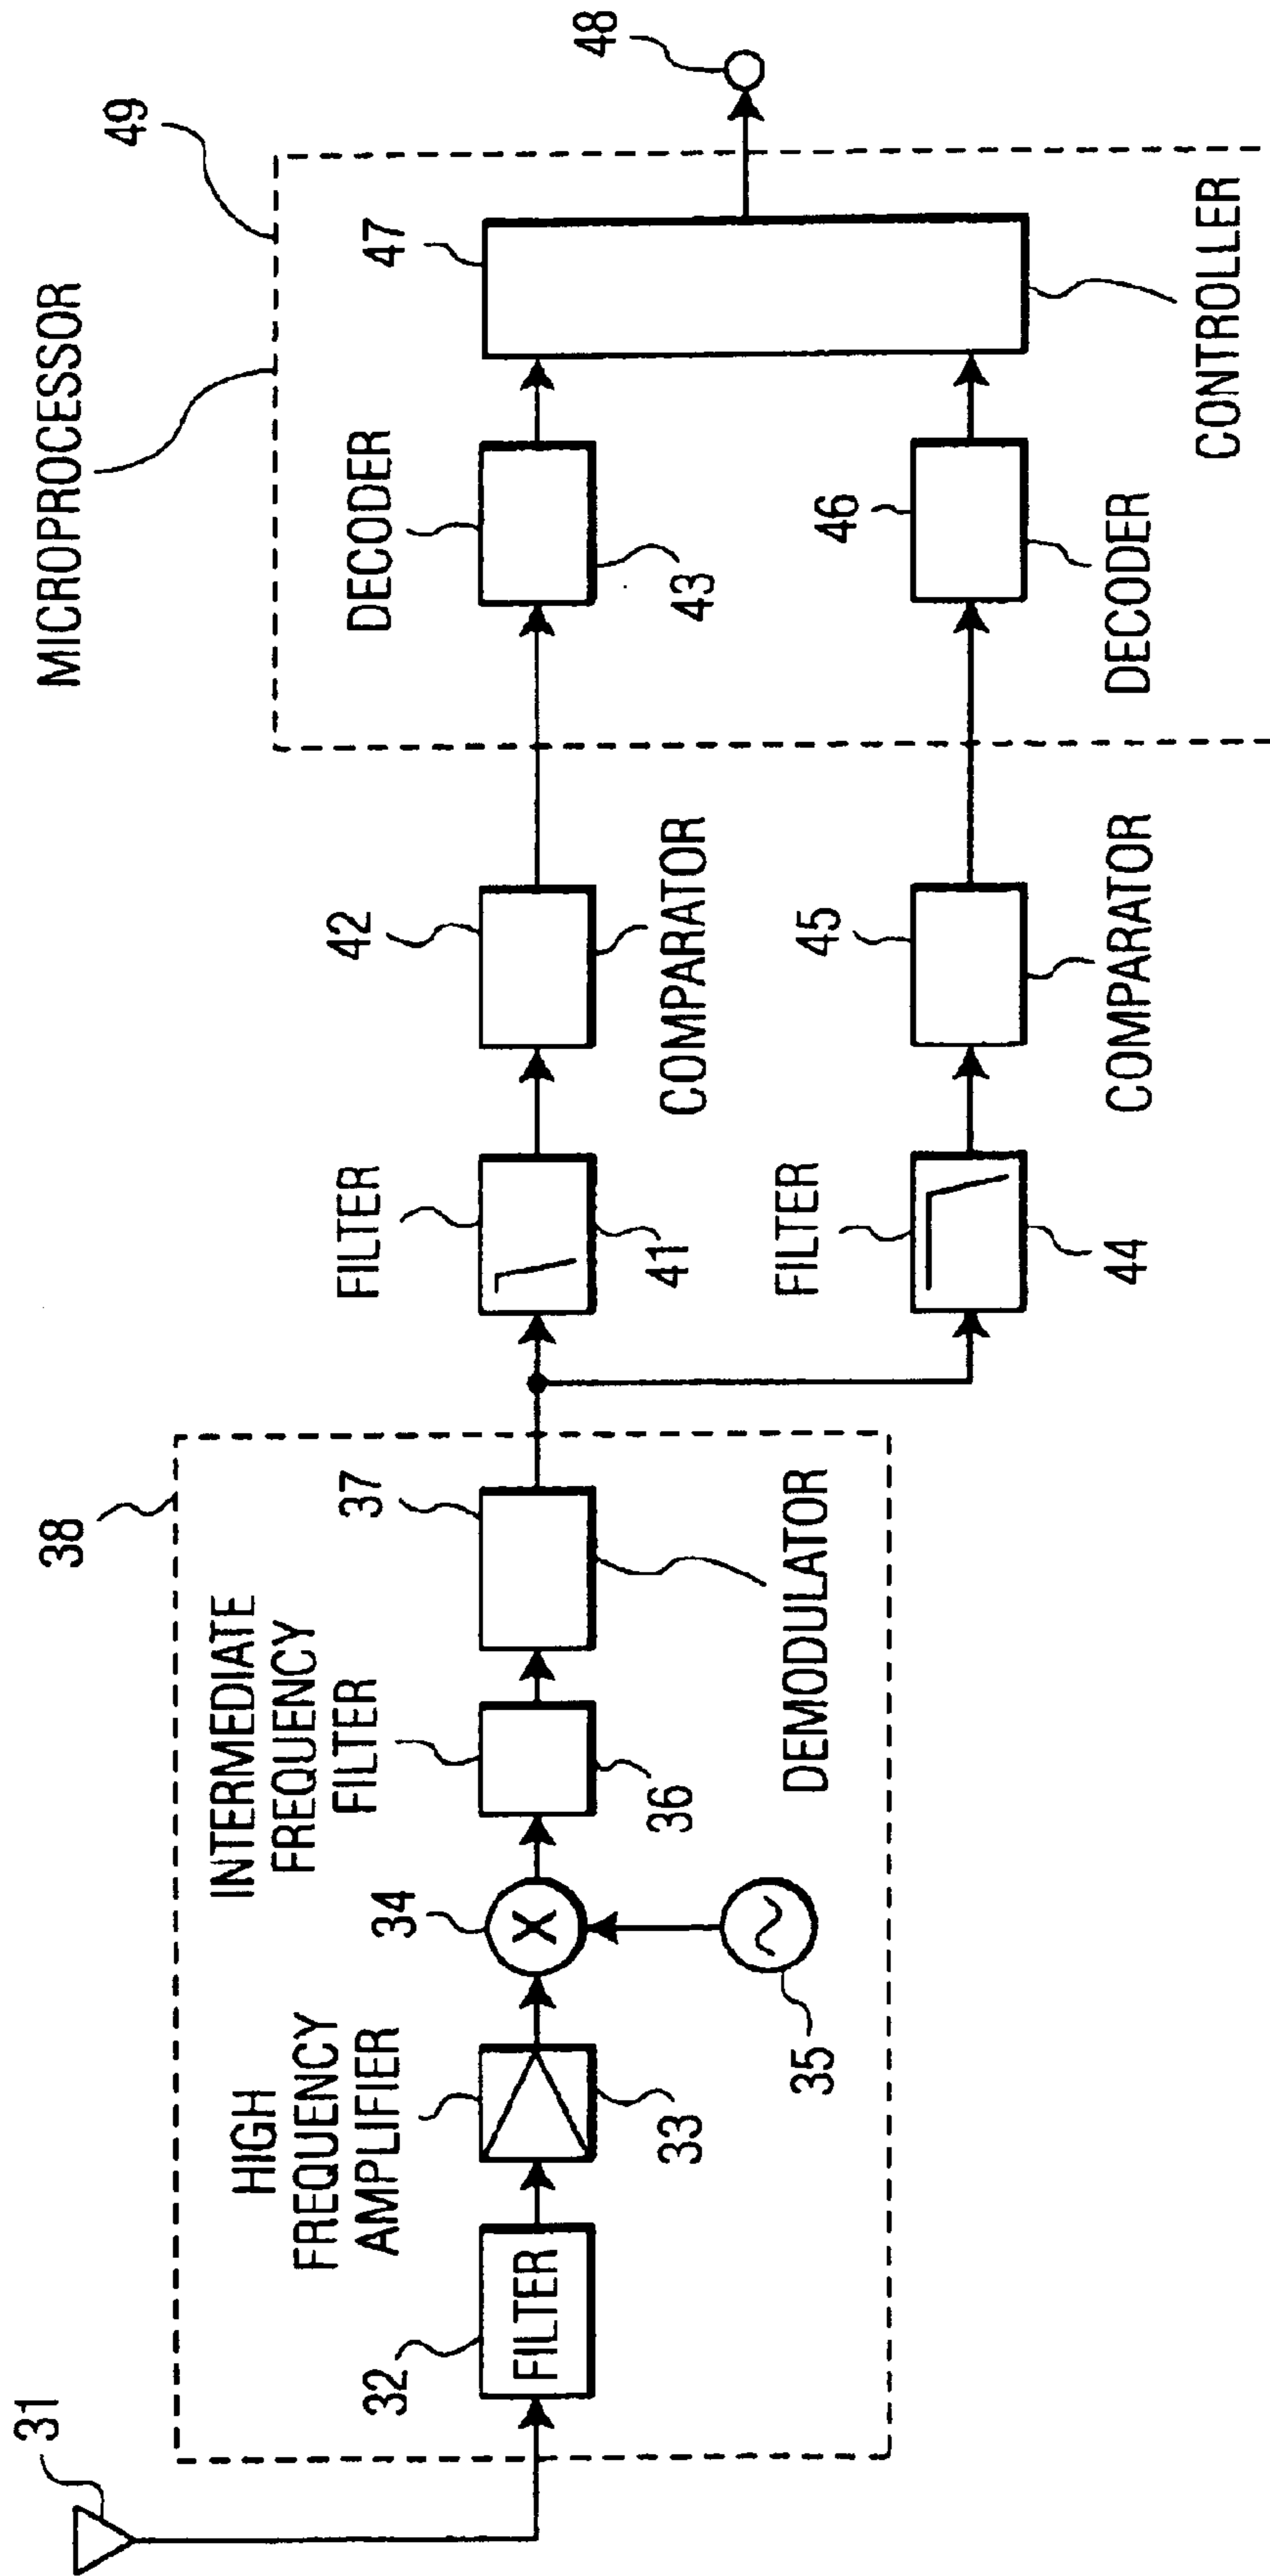 31
38
32
FILTER
HIGH
FREQUENCY
AMPLIFIER
33
34
35
INTERMEDIATE
FREQUENCY
FILTER
36
37
DEMODULATOR
FILTER
41
42
COMPARATOR
FILTER
44
45
COMPARATOR
MICROPROCESSOR
49
DECODER
43
46
DECODER
47
CONTROLLER
48
X